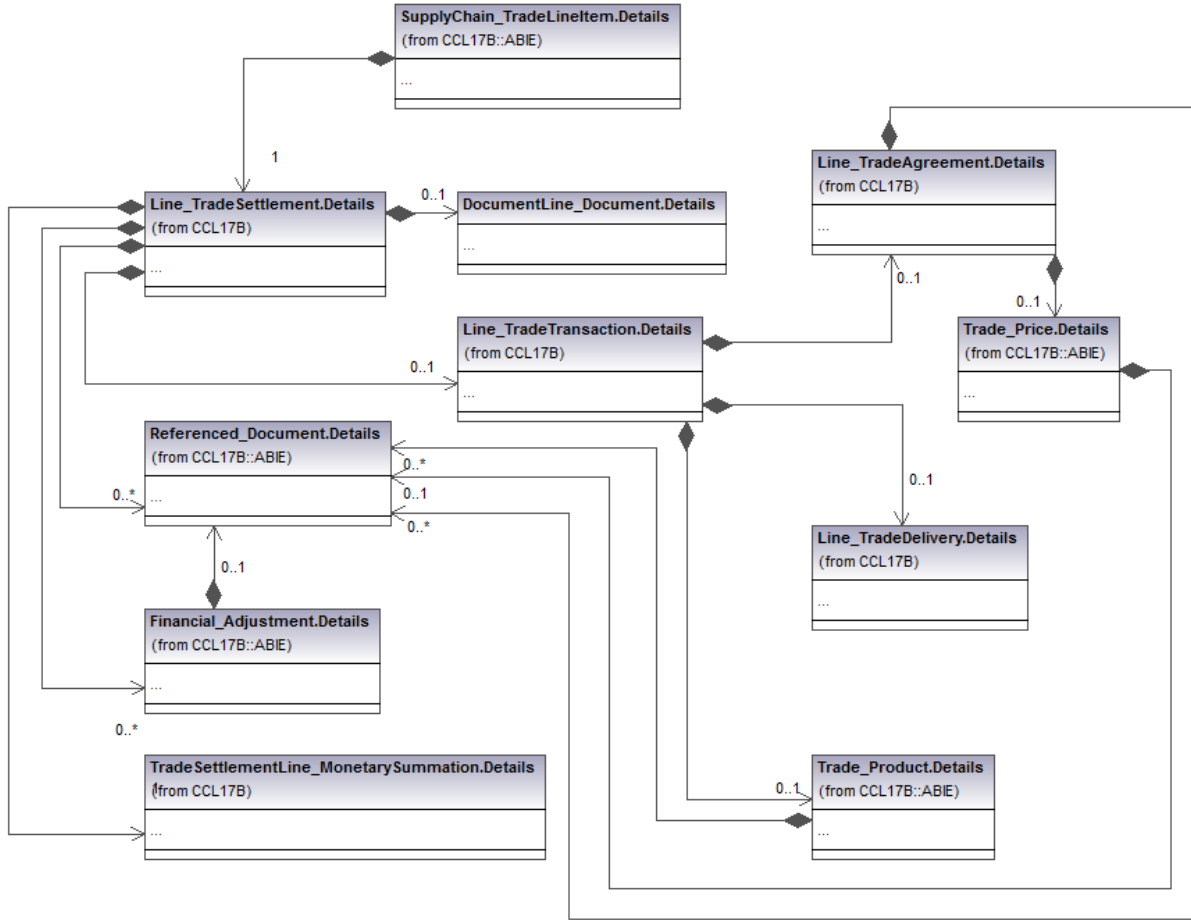 SupplyChain_TradeLineItem.Details
(from CCL17B::ABIE)
...
1
Line_TradeAgreement.Details
(from CCL17B)
...
0..1
Line_TradeSettlement.Details
(from CCL17B)
...
0..1
DocumentLine_Document.Details
...
0..1
Trade_Price.Details
(from CCL17B::ABIE)
...
Line_TradeTransaction.Details
(from CCL17B)
...
0..1
Referenced_Document.Details
(from CCL17B::ABIE)
...
0..*
0..*
0..1
0..*
0..1
Line_TradeDelivery.Details
(from CCL17B)
...
0..1
Financial_Adjustment.Details
(from CCL17B::ABIE)
...
0..*
TradeSettlementLine_MonetarySummation.Details
1
(from CCL17B)
...
0..1
Trade_Product.Details
(from CCL17B::ABIE)
...